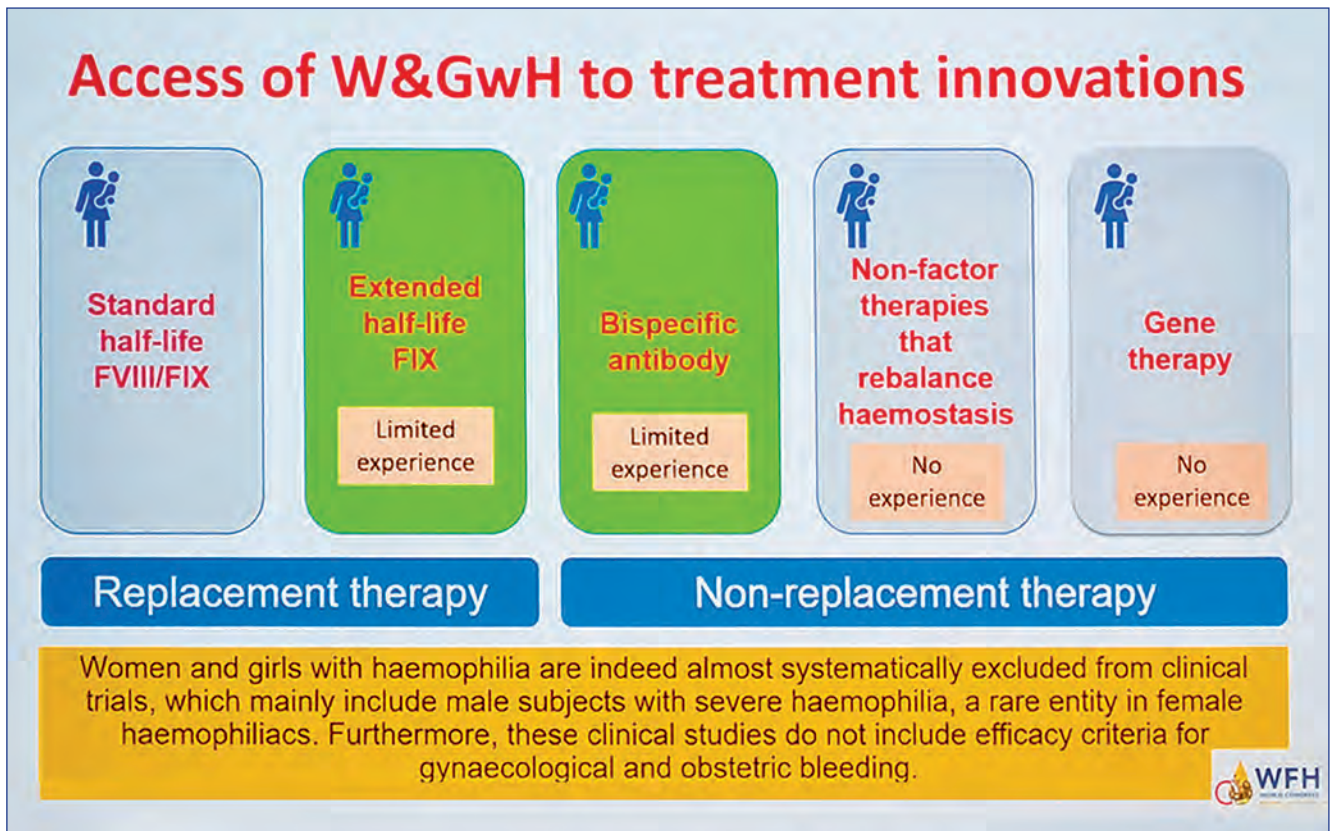 Access of W&GwH to treatment innovations
Standard
half-life
FVIII/FIX
Extended
half-life
FIX
Limited
experience
Bispecific
antibody
Limited
experience
Non-factor
therapies
that
rebalance
haemostasis
No
experience
Gene
therapy
No
experience
Replacement therapy
Non-replacement therapy
Women and girls with haemophilia are indeed almost systematically excluded from clinical
trials, which mainly include male subjects with severe haemophilia, a rare entity in female
haemophiliacs. Furthermore, these clinical studies do not include efficacy criteria for
gynaecological and obstetric bleeding.
WFH